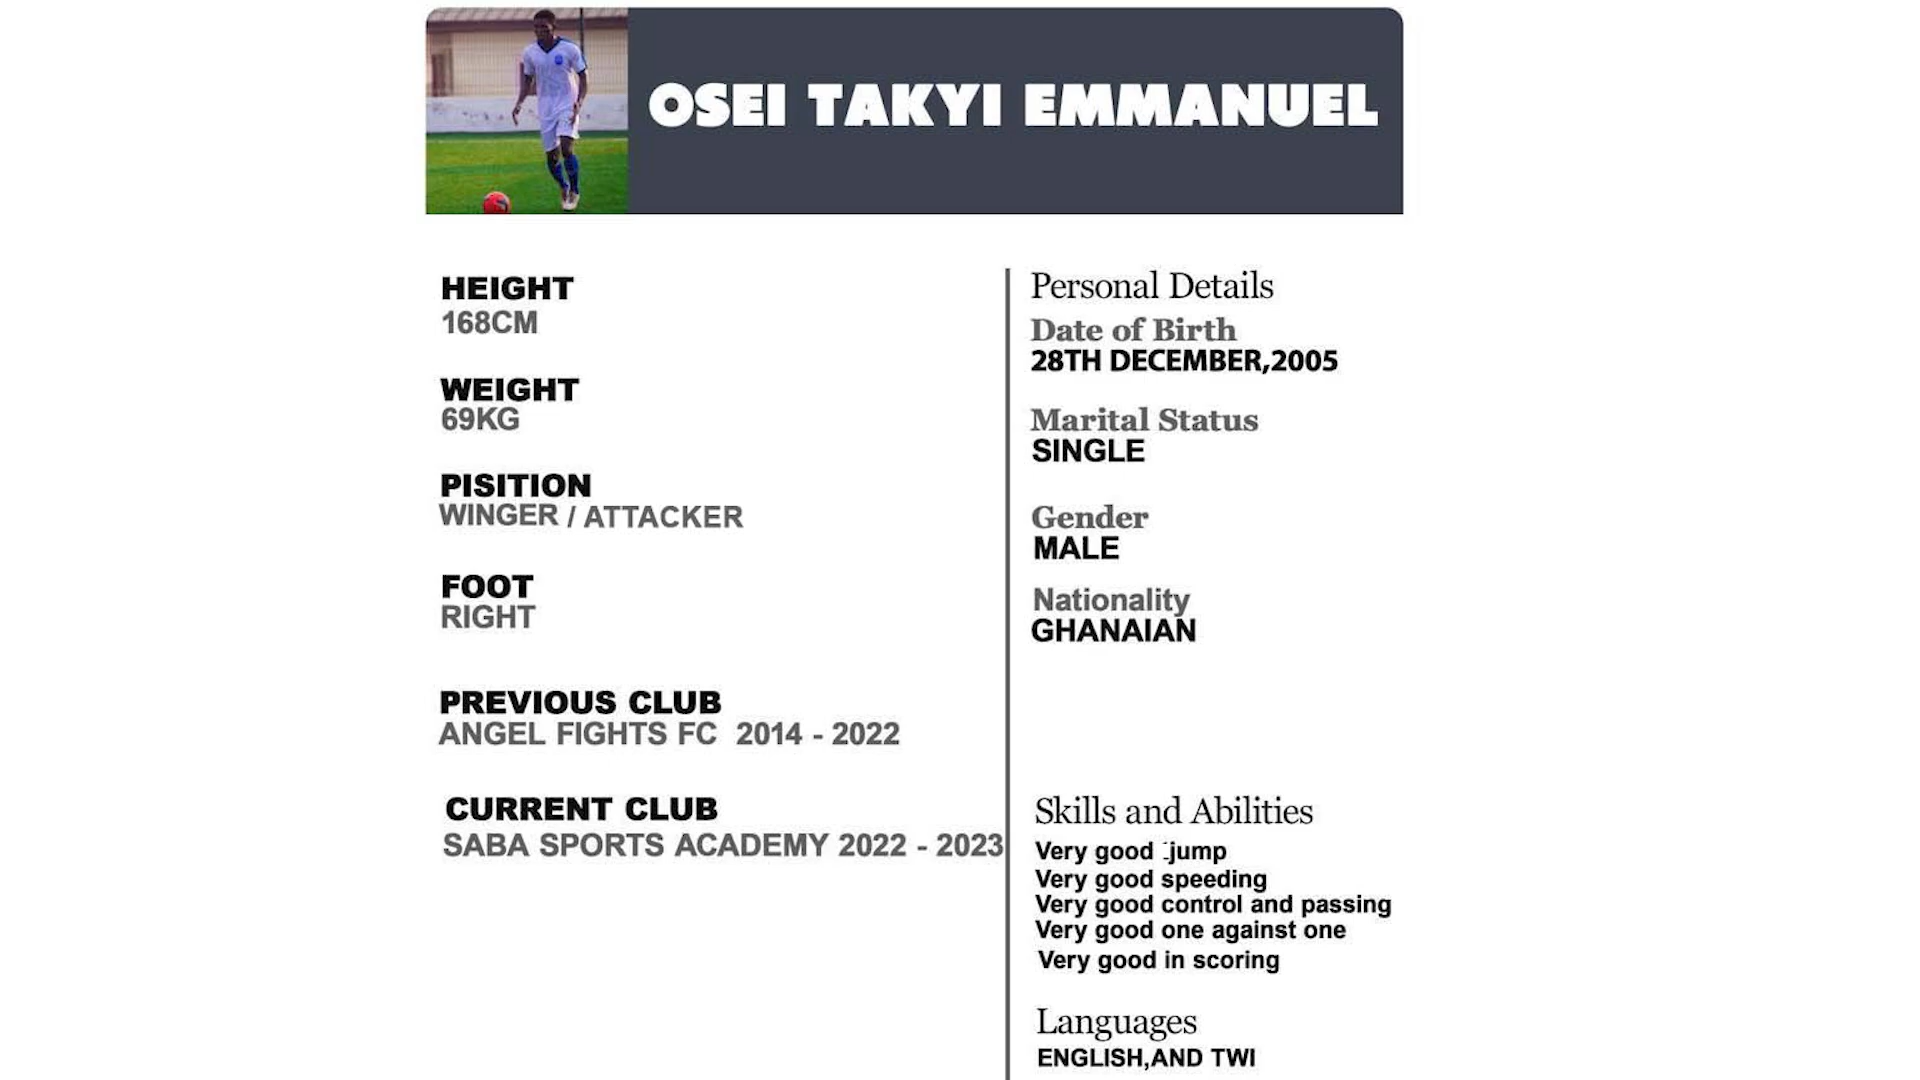 OSEI TAKYI EMMANUEL
HEIGHT
168CM
WEIGHT
69KG
PISITION
WINGER / ATTACKER
FOOT
RIGHT
PREVIOUS CLUB
ANGEL FIGHTS FC 2014 - 2022
CURRENT CLUB
SABA SPORTS ACADEMY 2022 - 2023
Personal Details
Date of Birth
28TH DECEMBER,2005
Marital Status
SINGLE
Gender
MALE
Nationality
GHANAIAN
Skills and Abilities
Very good jump
Very good speeding
Very good control and passing
Very good one against one
Very good in scoring
Languages
ENGLISH,AND TWI